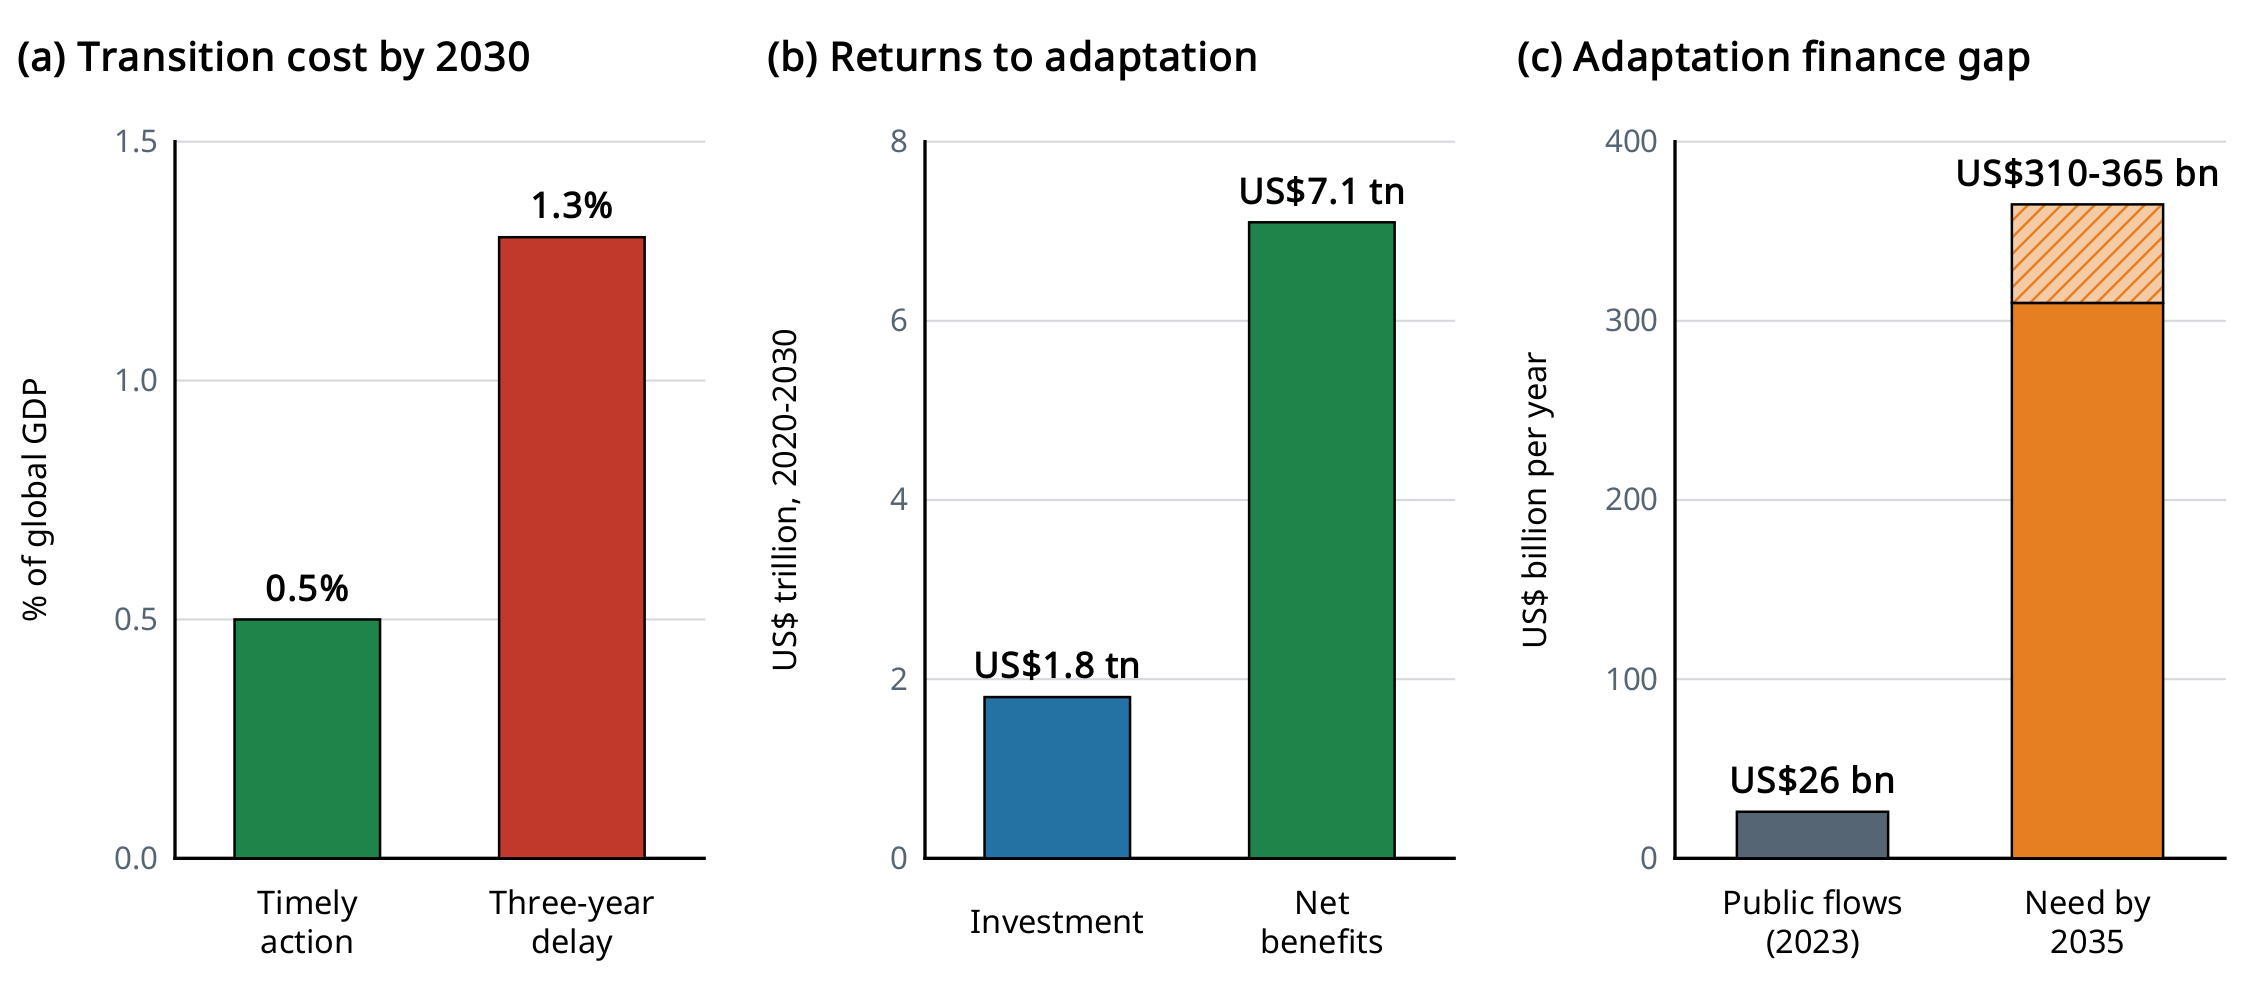 (a) Transition cost by 2030
% of global GDP
1.5
1.0
0.5
0.0
0.5%
1.3%
Timely
action
Three-year
delay
(b) Returns to adaptation
US$ trillion, 2020-2030
8
6
4
2
0
US$1.8 tn
US$7.1 tn
Investment
Net
benefits
(c) Adaptation finance gap
US$ billion per year
400
300
200
100
0
US$26 bn
US$310-365 bn
Public flows
(2023)
Need by
2035